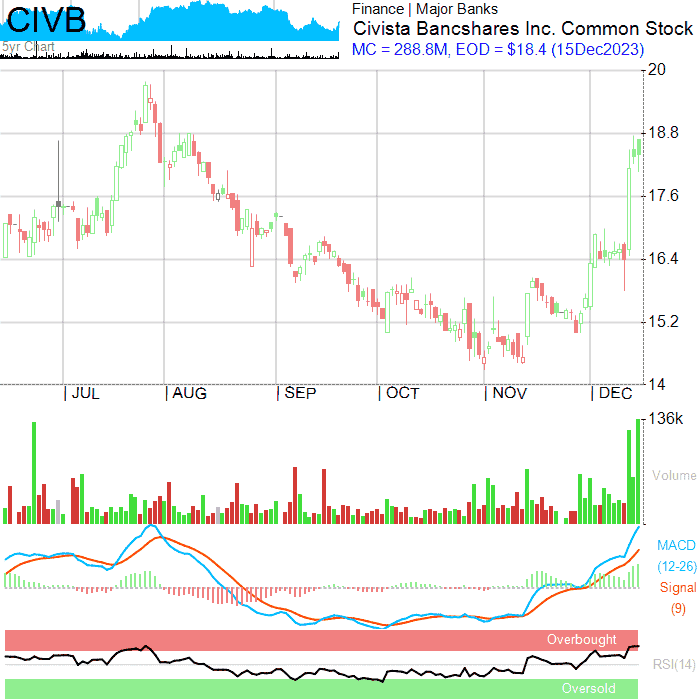 CIVB
5yr Chart
Finance | Major Banks
Civista Bancshares Inc. Common Stock
MC = 288.8M, EOD = $18.4 (15Dec2023)
20
18.8
17.6
16.4
15.2
14
| JUL | AUG | SEP | OCT | NOV | DEC
136k
Volume
MACD
(12-26)
Signal
(9)
Overbought
RSI(14)
Oversold